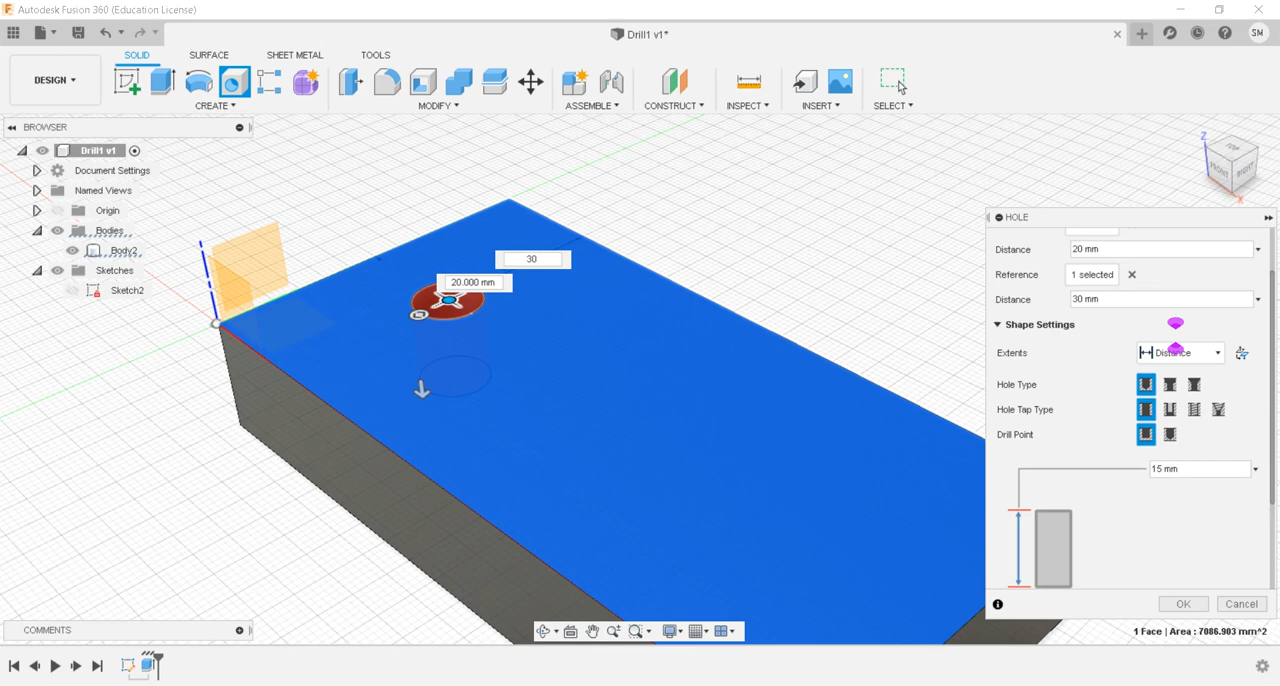 Autodesk Fusion 360 (Education License)
Drill1 v1*
SM
DESIGN
SOLID
SURFACE
SHEET METAL
TOOLS
CREATE
MODIFY
ASSEMBLE
CONSTRUCT
INSPECT
INSERT
SELECT
BROWSER
Drill1 v1
Document Settings
Named Views
Origin
Bodies
Body2
Sketches
Sketch2
30
20.000 mm
Z
TOP
FRONT
RIGHT
X
HOLE
Distance
20 mm
Reference
1 selected
Distance
30 mm
Shape Settings
Extents
Distance
Hole Type
Hole Tap Type
Drill Point
15 mm
OK
Cancel
1 Face | Area : 7086.903 mm^2
COMMENTS